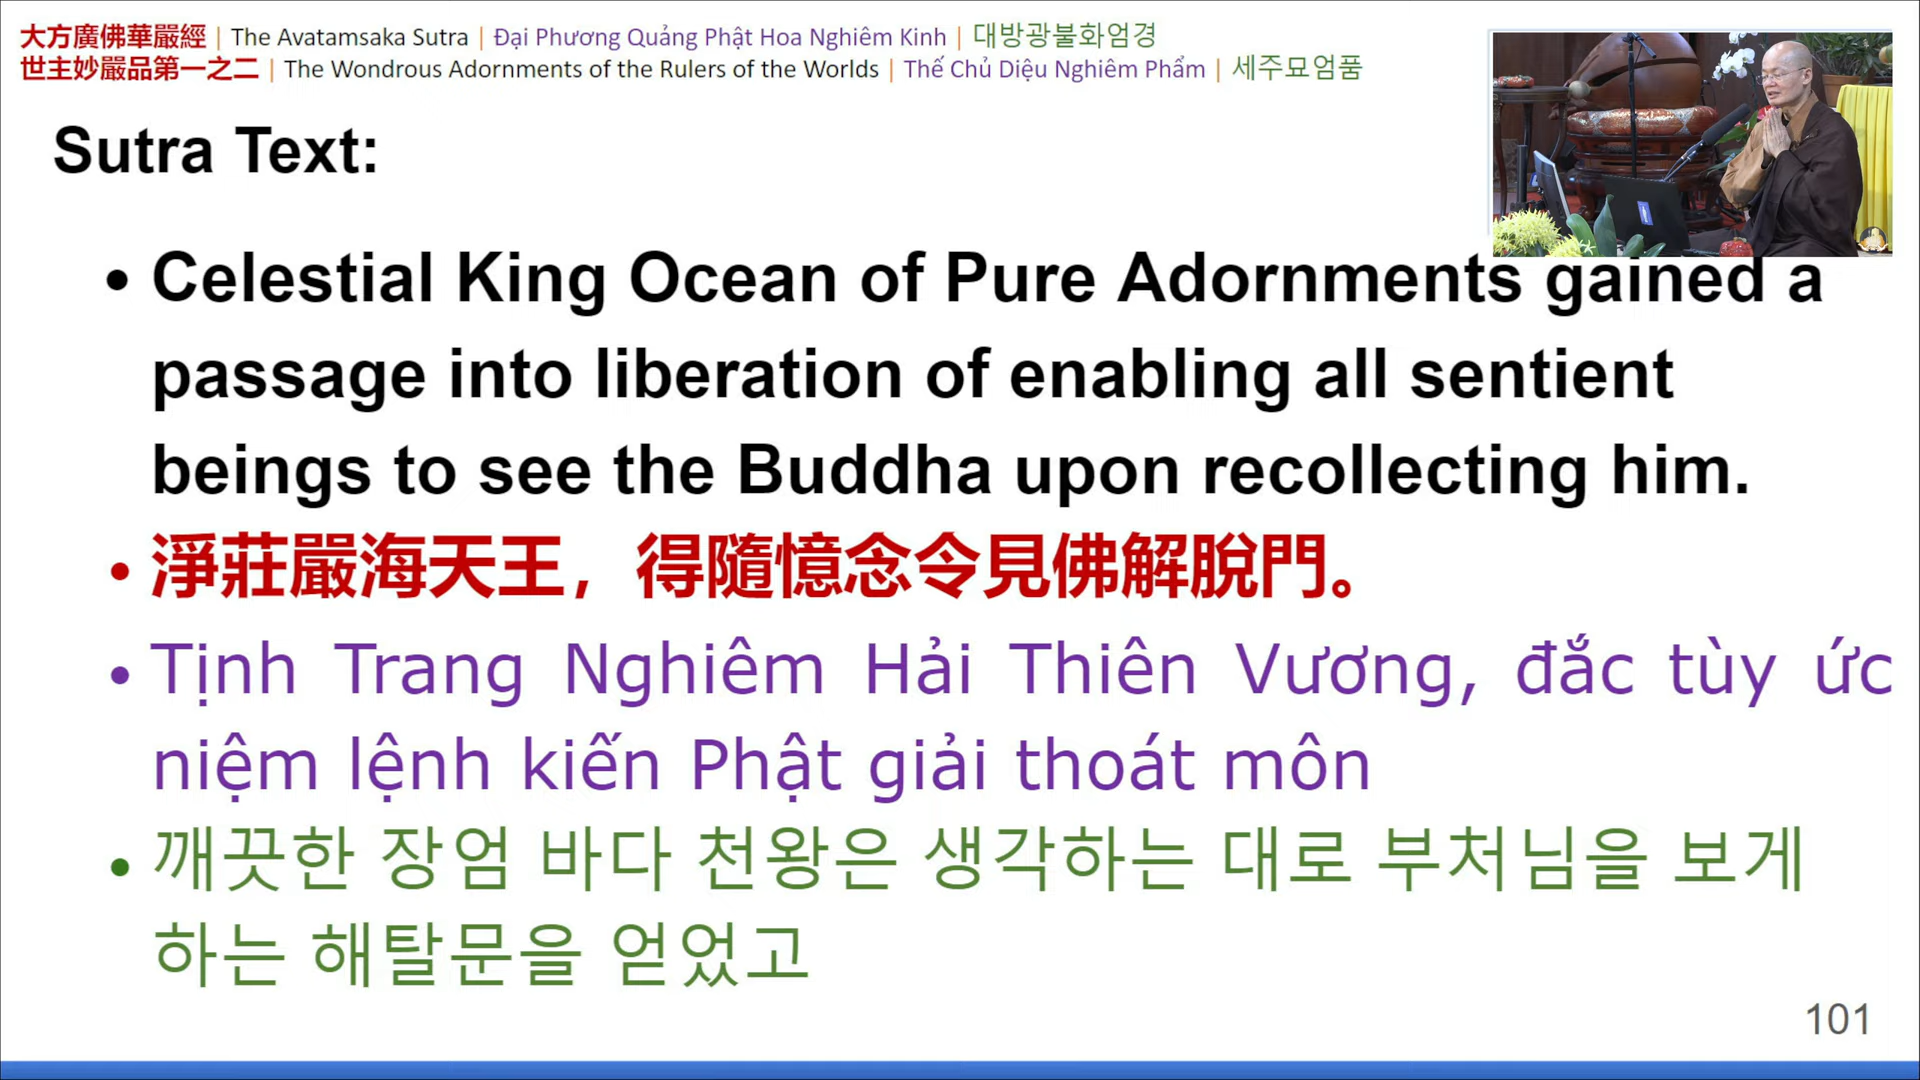 大方廣佛華嚴經 | The Avatamsaka Sutra | Đại Phương Quảng Phật Hoa Nghiêm Kinh | 대방광불화엄경
世主妙嚴品第一之二 | The Wondrous Adornments of the Rulers of the Worlds | Thế Chủ Diệu Nghiêm Phẩm | 세주묘엄품
Sutra Text:
• Celestial King Ocean of Pure Adornments gained a
passage into liberation of enabling all sentient
beings to see the Buddha upon recollecting him.
• 淨莊嚴海天王，得隨憶念令見佛解脫門。
• Tịnh Trang Nghiêm Hải Thiên Vương, đắc tùy ức
niệm lệnh kiến Phật giải thoát môn
• 깨끗한 장엄 바다 천왕은 생각하는 대로 부처님을 보게
하는 해탈문을 얻었고
101